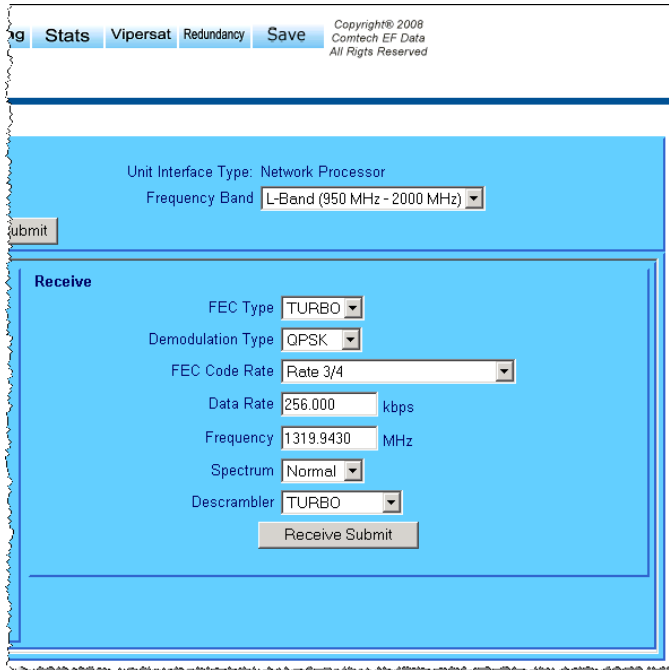 ng Stats Vipersat Redundancy Save
Copyright® 2008
Comtech EF Data
All Rigts Reserved
Unit Interface Type: Network Processor
Frequency Band L-Band (950 MHz - 2000 MHz)
ubmit
Receive
FEC Type TURBO
Demodulation Type QPSK
FEC Code Rate Rate 3/4
Data Rate 256.000 kbps
Frequency 1319.9430 MHz
Spectrum Normal
Descrambler TURBO
Receive Submit